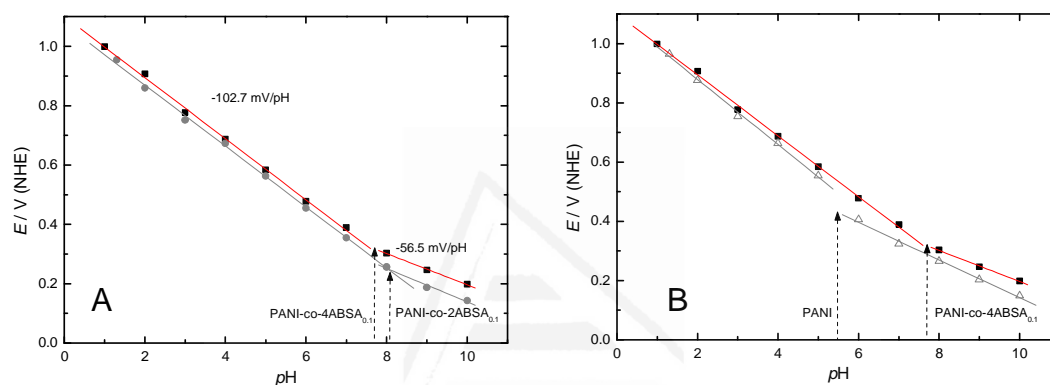 1.0
0.8
0.6
0.4
0.2
0.0
E / V (NHE)
-102.7 mV/pH
-56.5 mV/pH
A
PANI-co-4ABSA0.1
PANI-co-2ABSA0.1
0 2 4 6 8 10
pH
1.0
0.8
0.6
0.4
0.2
0.0
E / V (NHE)
B
PANI
PANI-co-4ABSA0.1
0 2 4 6 8 10
pH